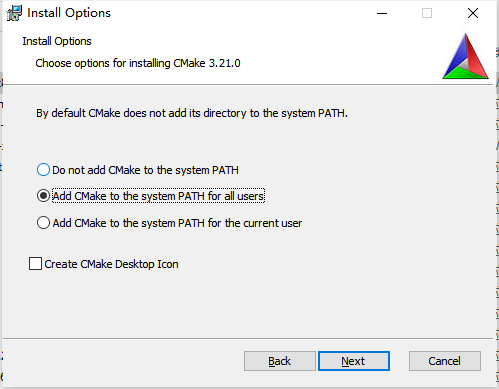 Install Options
Install Options
Choose options for installing CMake 3.21.0
By default CMake does not add its directory to the system PATH.
Do not add CMake to the system PATH
Add CMake to the system PATH for all users
Add CMake to the system PATH for the current user
Create CMake Desktop Icon
Back
Next
Cancel